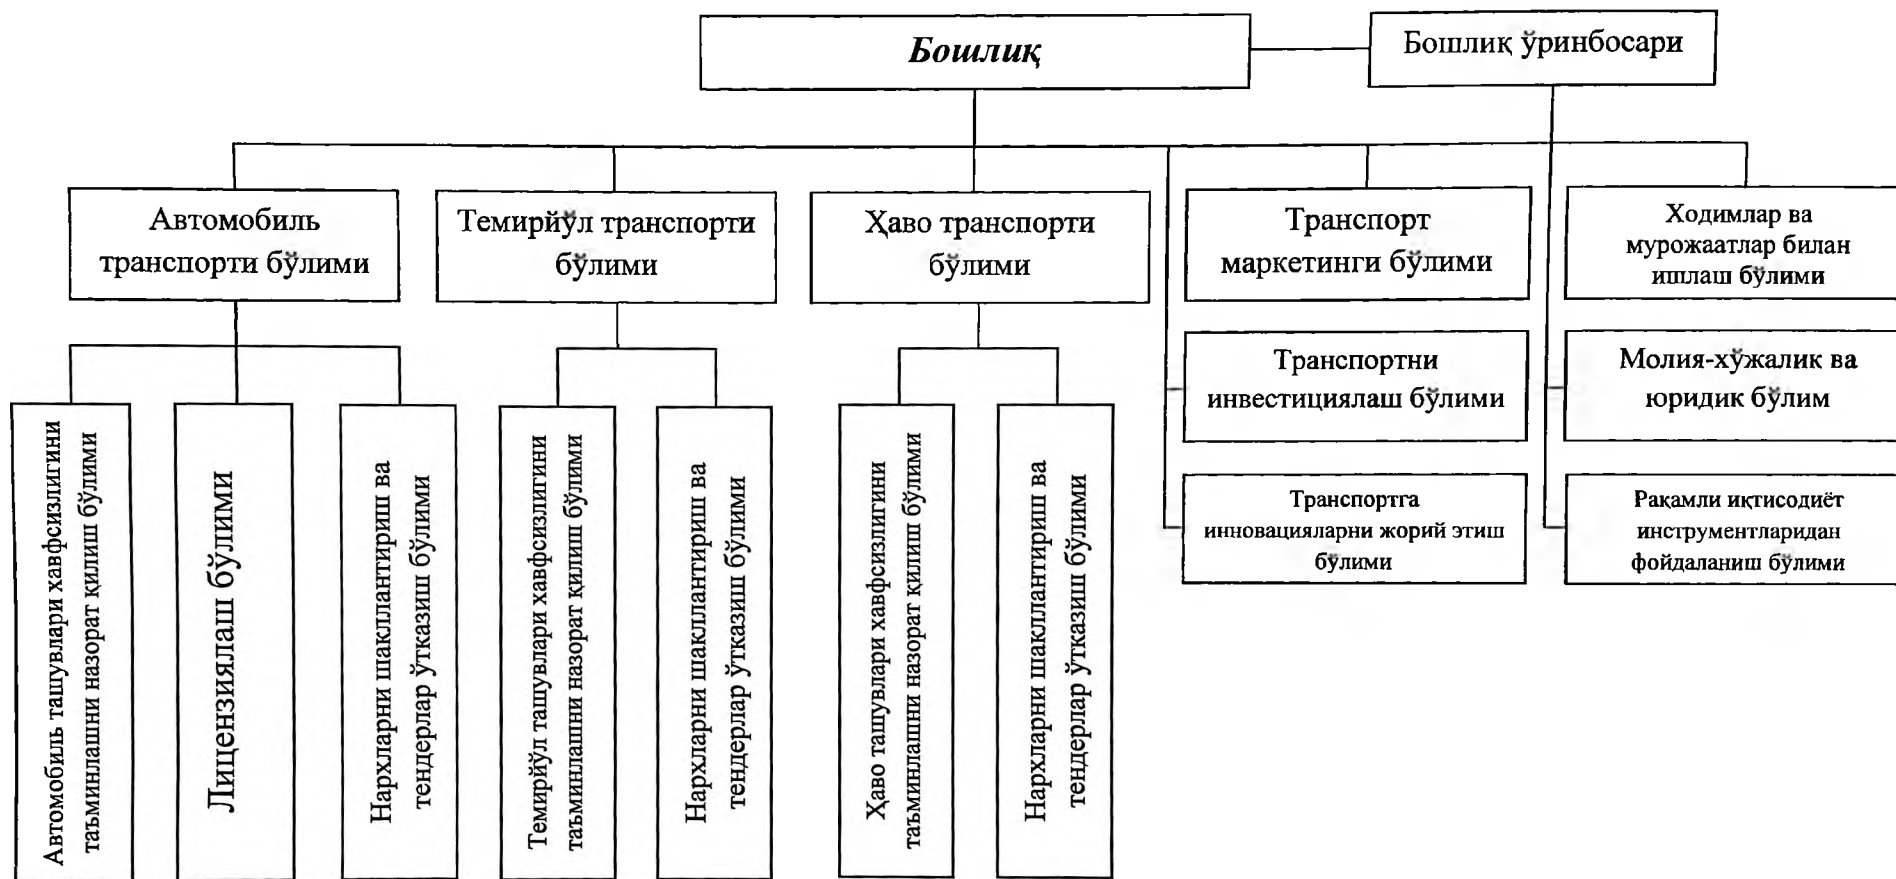 Бошлиқ
Бошлиқ ўринбосари
Автомобиль
транспорти бўлими
Темирйўл транспорти
бўлими
Ҳаво транспорти
бўлими
Транспорт
маркетинги бўлими
Ходимлар ва
мурожаатлар билан
ишлаш бўлими
Транспортни
инвестициялаш бўлими
Молия-хўжалик ва
юридик бўлим
Транспортга
инновацияларни жорий этиш
бўлими
Рақамли иқтисодиёт
инструментларидан
фойдаланиш бўлими
Автомобиль ташувлари хавфсизлигини
таъминлашни назорат қилиш бўлими
Лицензиялаш бўлими
Нархларни шакллантириш ва
тендерлар ўтказиш бўлими
Темирйўл ташувлари хавфсизлигини
таъминлашни назорат қилиш бўлими
Нархларни шакллантириш ва
тендерлар ўтказиш бўлими
Ҳаво ташувлари хавфсизлигини
таъминлашни назорат қилиш бўлими
Нархларни шакллантириш ва
тендерлар ўтказиш бўлими